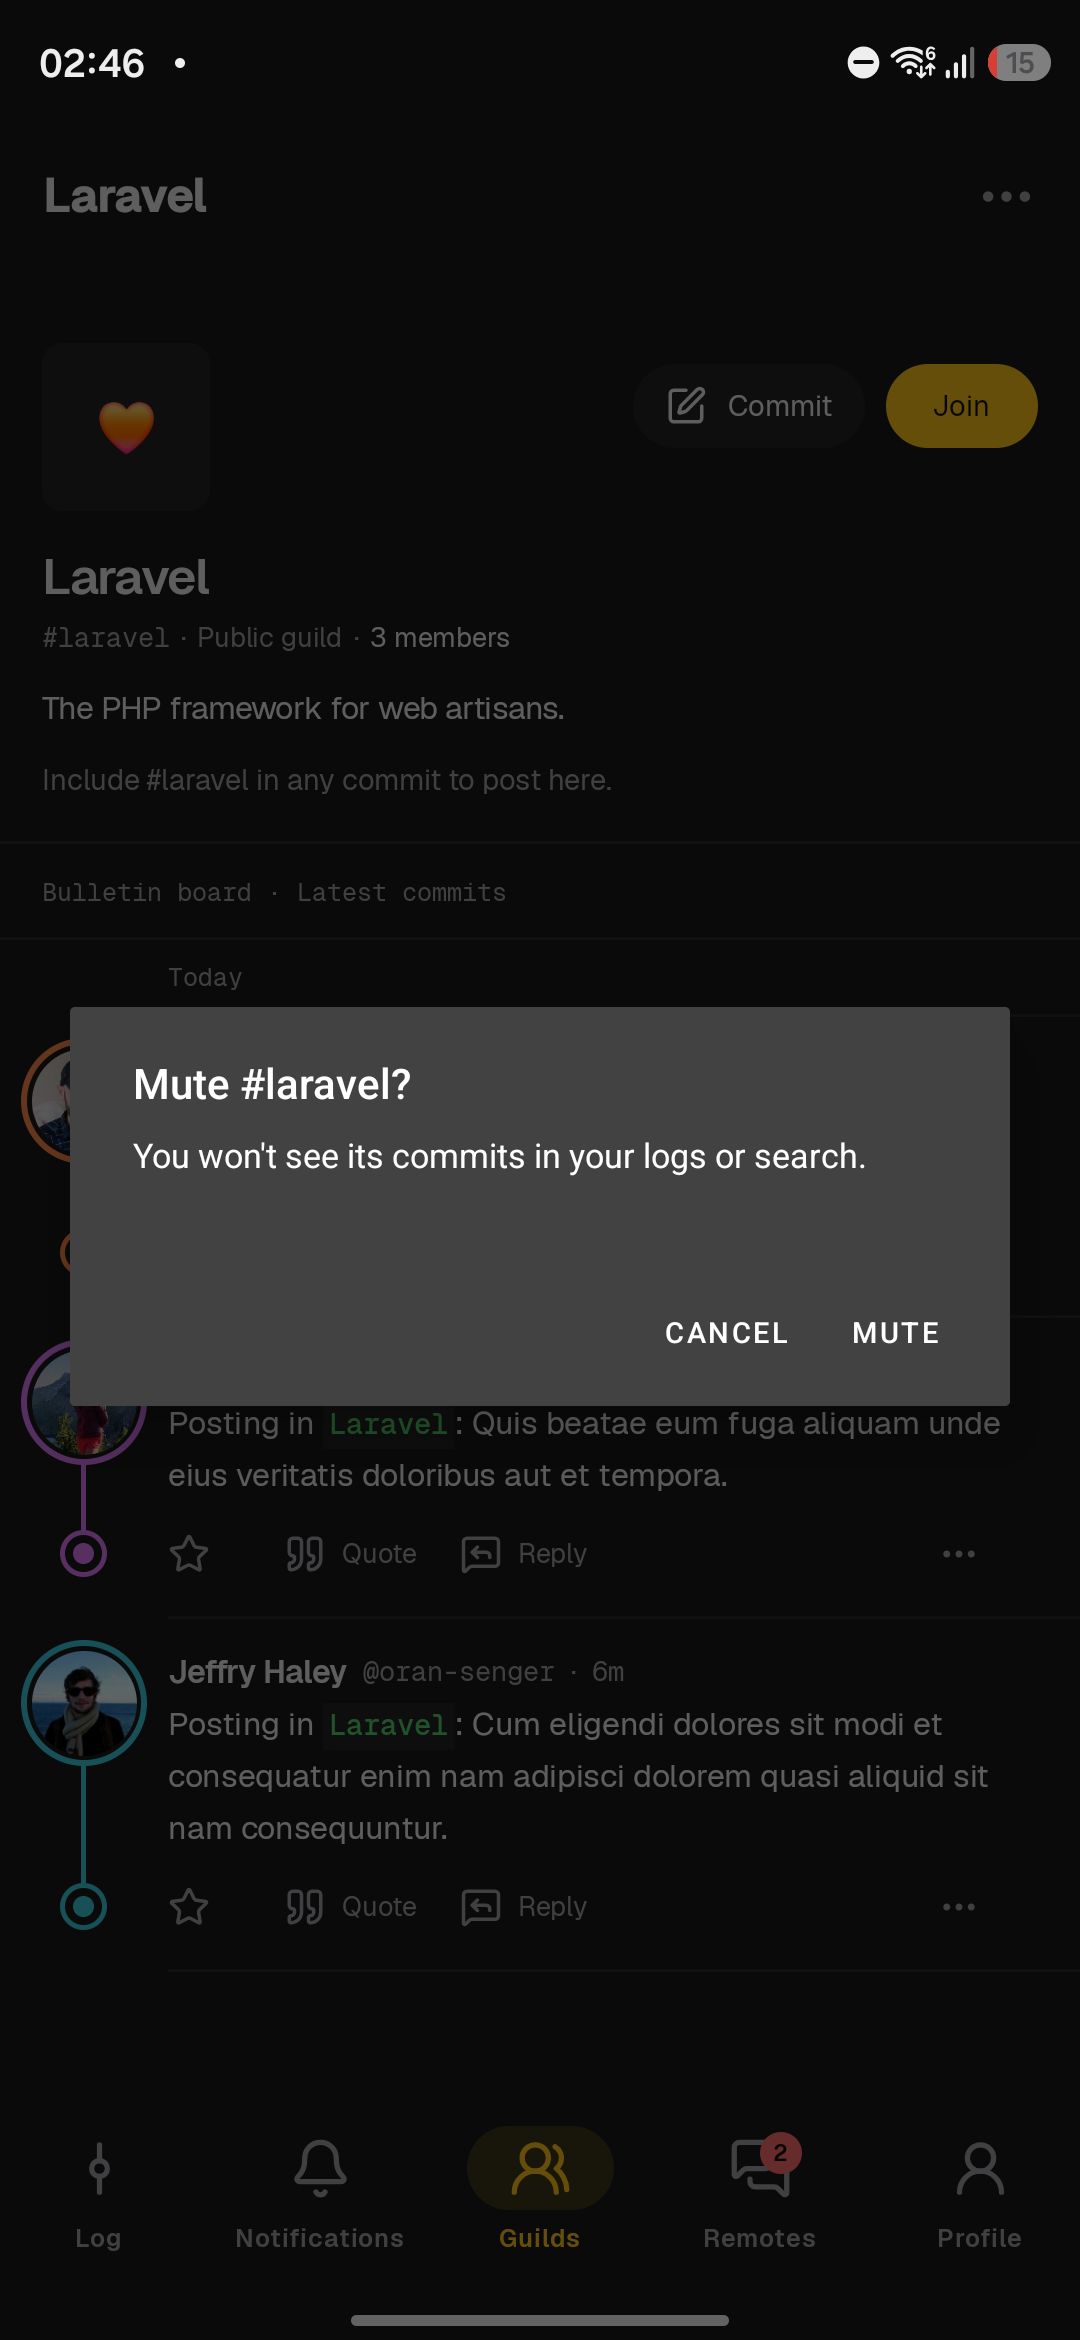 02:46
6
15
Laravel
Commit
Join
Laravel
#laravel · Public guild · 3 members
The PHP framework for web artisans.
Include #laravel in any commit to post here.
Bulletin board · Latest commits
Today
Mute #laravel?
You won't see its commits in your logs or search.
CANCEL
MUTE
Posting in Laravel: Quis beatae eum fuga aliquam unde
eius veritatis doloribus aut et tempora.
Quote
Reply
Jeffry Haley @oran-senger · 6m
Posting in Laravel: Cum eligendi dolores sit modi et
consequatur enim nam adipisci dolorem quasi aliquid sit
nam consequuntur.
Quote
Reply
2
Log
Notifications
Guilds
Remotes
Profile